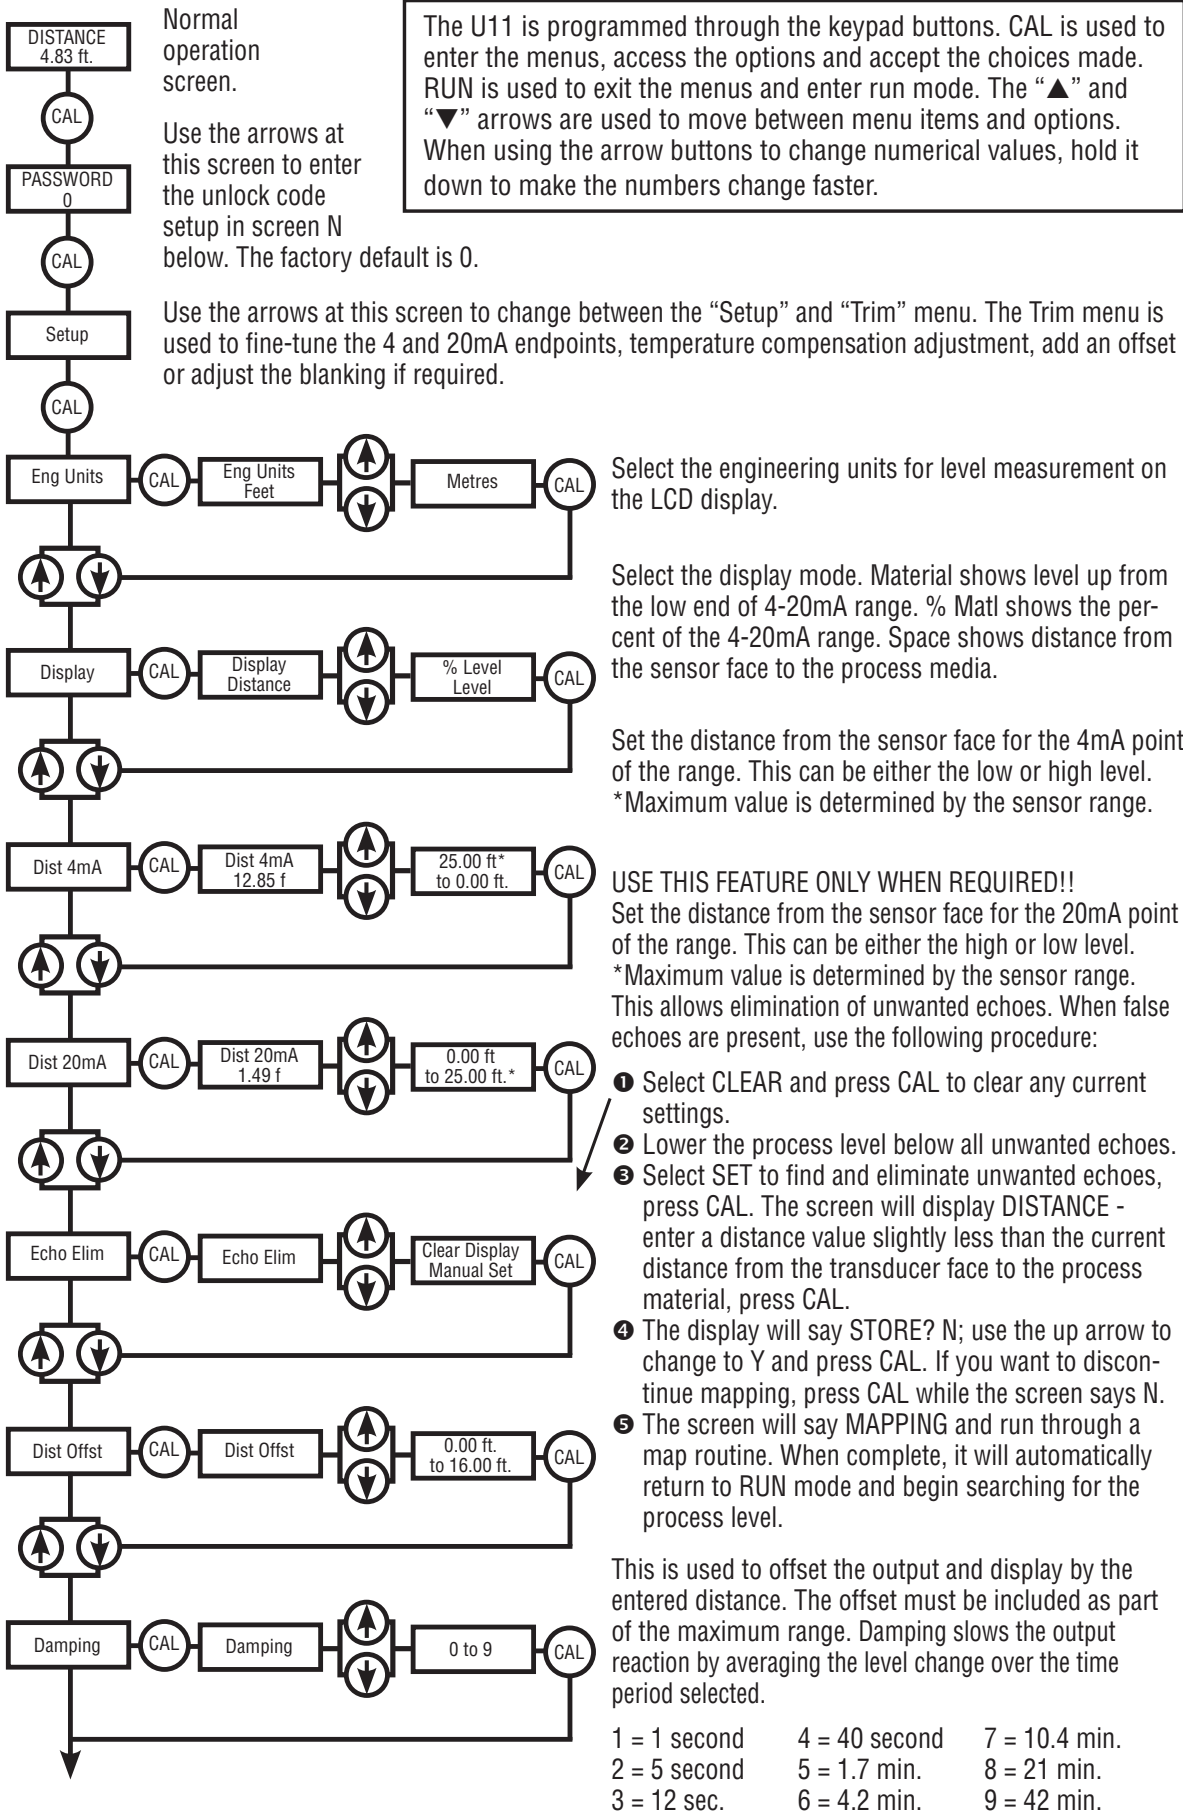 DISTANCE
4.83 ft.
Normal
operation
screen.
The U11 is programmed through the keypad buttons. CAL is used to
enter the menus, access the options and accept the choices made.
RUN is used to exit the menus and enter run mode. The “▲” and
“▼” arrows are used to move between menu items and options.
When using the arrow buttons to change numerical values, hold it
down to make the numbers change faster.
CAL
PASSWORD
0
Use the arrows at
this screen to enter
the unlock code
setup in screen N
below. The factory default is 0.
CAL
Setup
Use the arrows at this screen to change between the “Setup” and “Trim” menu. The Trim menu is
used to fine-tune the 4 and 20mA endpoints, temperature compensation adjustment, add an offset
or adjust the blanking if required.
CAL
Eng Units
CAL
Eng Units
Feet
Metres
CAL
Select the engineering units for level measurement on
the LCD display.
Display
CAL
Display
Distance
% Level
Level
CAL
Select the display mode. Material shows level up from
the low end of 4-20mA range. % Matl shows the per-
cent of the 4-20mA range. Space shows distance from
the sensor face to the process media.
Dist 4mA
CAL
Dist 4mA
12.85 f
25.00 ft*
to 0.00 ft.
CAL
Set the distance from the sensor face for the 4mA point
of the range. This can be either the low or high level.
*Maximum value is determined by the sensor range.
Dist 20mA
CAL
Dist 20mA
1.49 f
0.00 ft
to 25.00 ft.*
CAL
USE THIS FEATURE ONLY WHEN REQUIRED!!
Set the distance from the sensor face for the 20mA point
of the range. This can be either the high or low level.
*Maximum value is determined by the sensor range.
This allows elimination of unwanted echoes. When false
echoes are present, use the following procedure:
❶ Select CLEAR and press CAL to clear any current
settings.
❷ Lower the process level below all unwanted echoes.
❸ Select SET to find and eliminate unwanted echoes,
press CAL. The screen will display DISTANCE -
enter a distance value slightly less than the current
distance from the transducer face to the process
material, press CAL.
❹ The display will say STORE? N; use the up arrow to
change to Y and press CAL. If you want to discon-
tinue mapping, press CAL while the screen says N.
❺ The screen will say MAPPING and run through a
map routine. When complete, it will automatically
return to RUN mode and begin searching for the
process level.
Echo Elim
CAL
Echo Elim
Clear Display
Manual Set
CAL
Dist Offst
CAL
Dist Offst
0.00 ft.
to 16.00 ft.
CAL
Damping
CAL
Damping
0 to 9
CAL
This is used to offset the output and display by the
entered distance. The offset must be included as part
of the maximum range. Damping slows the output
reaction by averaging the level change over the time
period selected.
1 = 1 second 4 = 40 second 7 = 10.4 min.
2 = 5 second 5 = 1.7 min. 8 = 21 min.
3 = 12 sec. 6 = 4.2 min. 9 = 42 min.